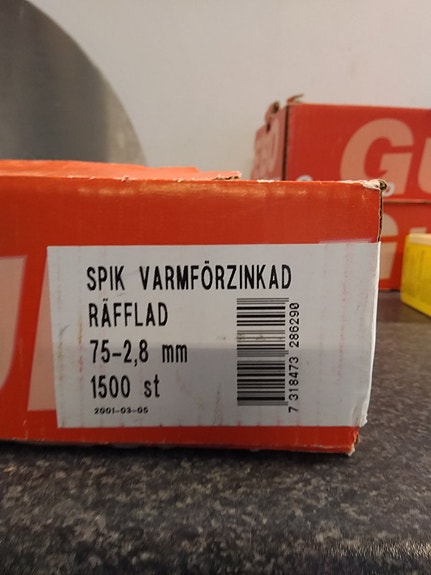 SPIK VARMFÖRZINKAD
RÄFFLAD
75-2,8 mm
1500 st
2001-03-05
7 318473 286290